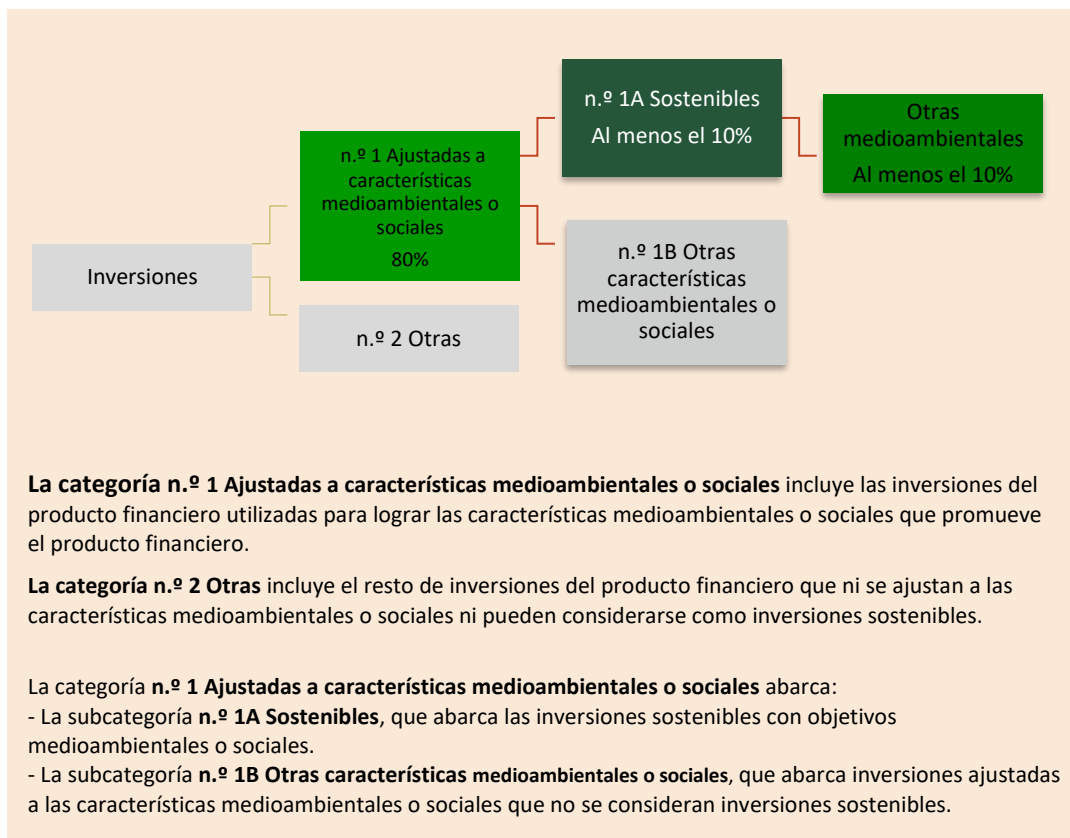 n.º 1A Sostenibles
Al menos el 10%
Otras
medioambientales
Al menos el 10%
n.º 1 Ajustadas a
características
medioambientales o
sociales
80%
n.º 1B Otras
características
medioambientales o
sociales
Inversiones
n.º 2 Otras
La categoría n.º 1 Ajustadas a características medioambientales o sociales incluye las inversiones del
producto financiero utilizadas para lograr las características medioambientales o sociales que promueve
el producto financiero.
La categoría n.º 2 Otras incluye el resto de inversiones del producto financiero que ni se ajustan a las
características medioambientales o sociales ni pueden considerarse como inversiones sostenibles.
La categoría n.º 1 Ajustadas a características medioambientales o sociales abarca:
- La subcategoría n.º 1A Sostenibles, que abarca las inversiones sostenibles con objetivos
medioambientales o sociales.
- La subcategoría n.º 1B Otras características medioambientales o sociales, que abarca inversiones ajustadas
a las características medioambientales o sociales que no se consideran inversiones sostenibles.